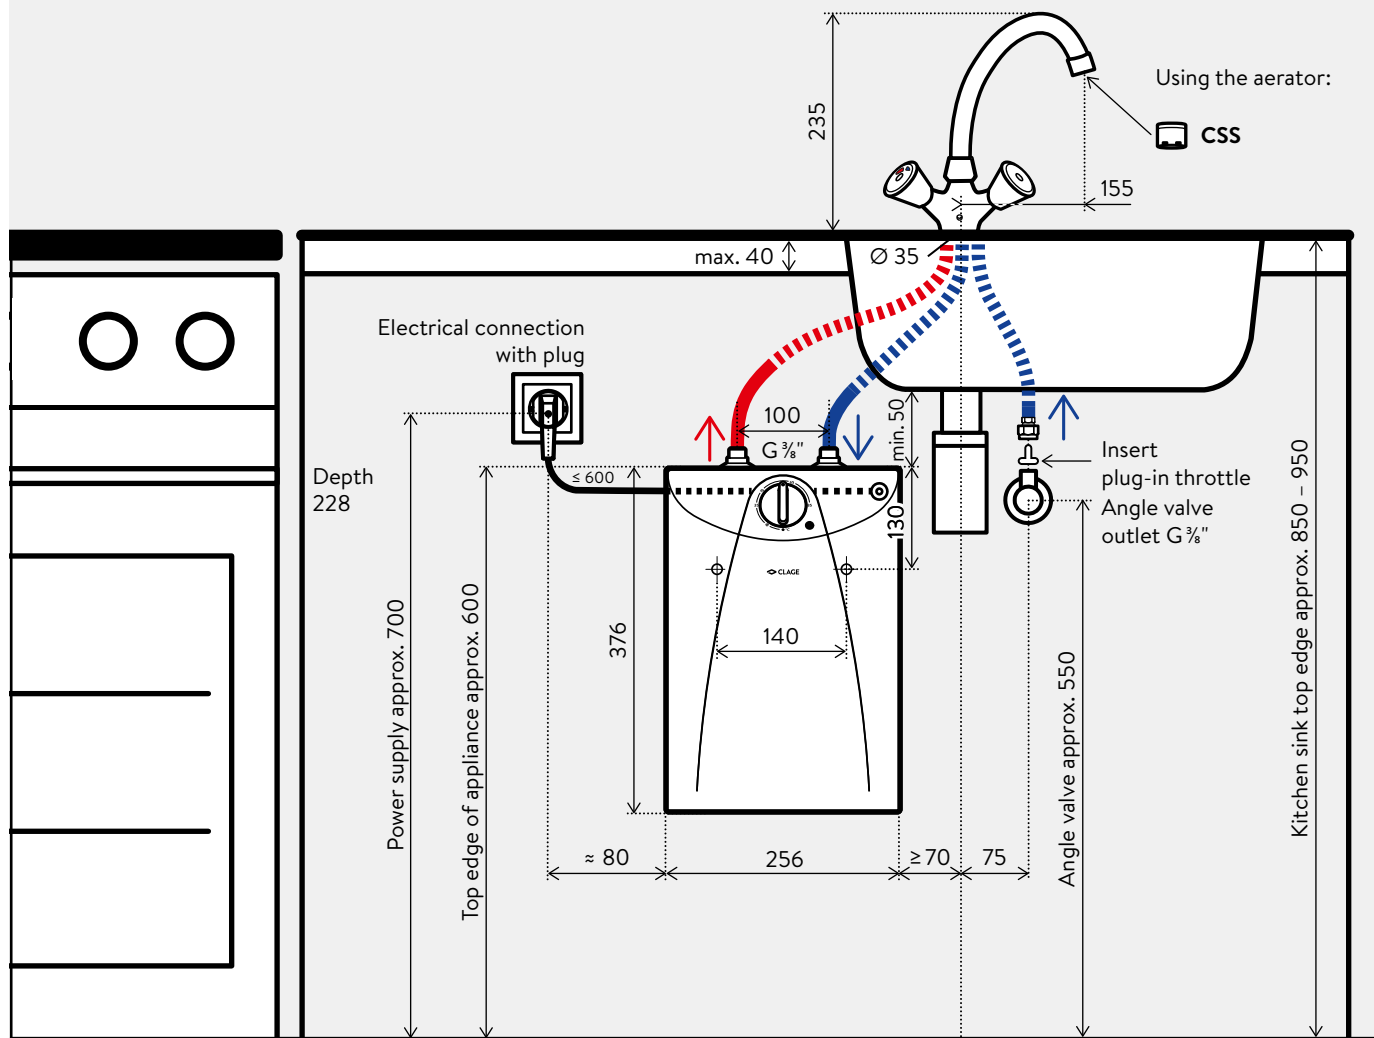 Using the aerator:
CSS
235
155
max. 40
Ø 35
Electrical connection
with plug
100
G ⅜"
min. 50
≤ 600
Depth
228
130
Insert
plug-in throttle
Angle valve
outlet G ⅜"
CLAGE
376
140
Power supply approx. 700
Top edge of appliance approx. 600
Angle valve approx. 550
Kitchen sink top edge approx. 850 – 950
≈ 80
256
≥ 70
75